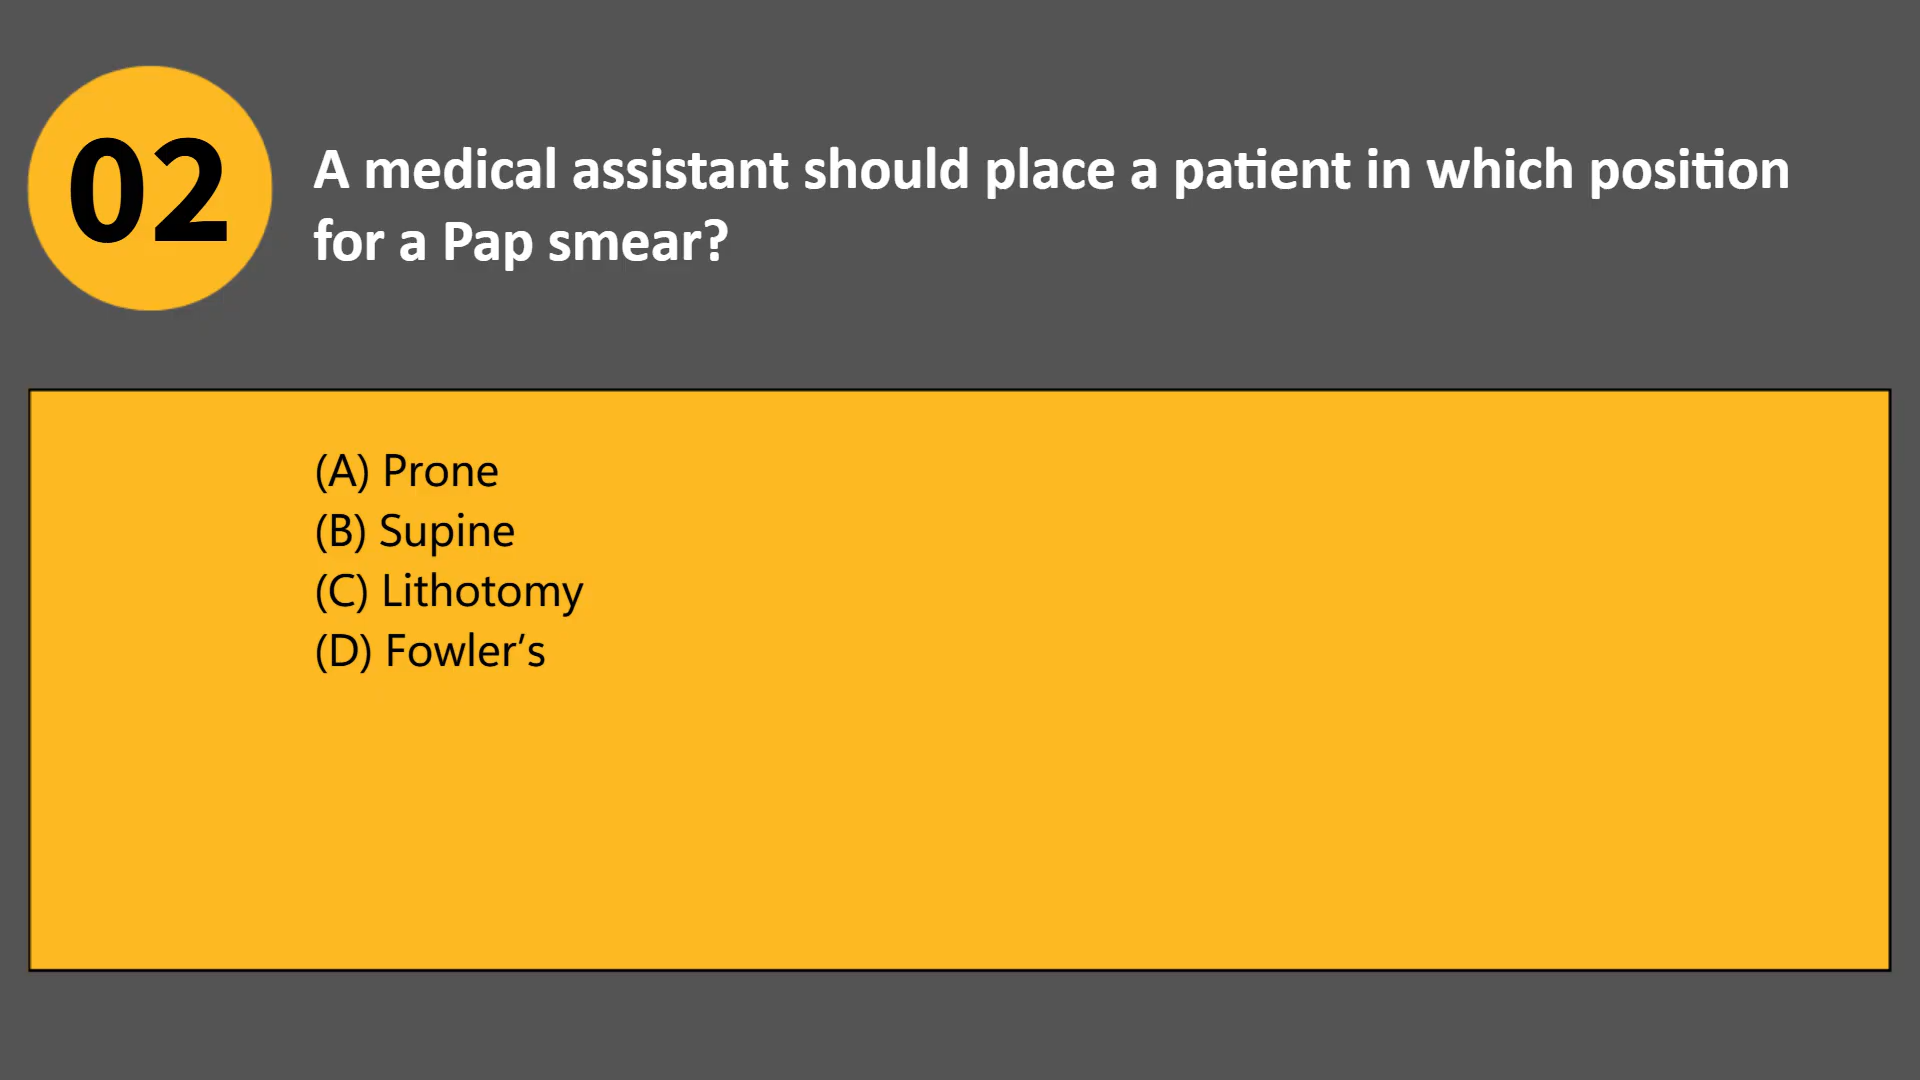 02
A medical assistant should place a patient in which position
for a Pap smear?
(A) Prone
(B) Supine
(C) Lithotomy
(D) Fowler’s